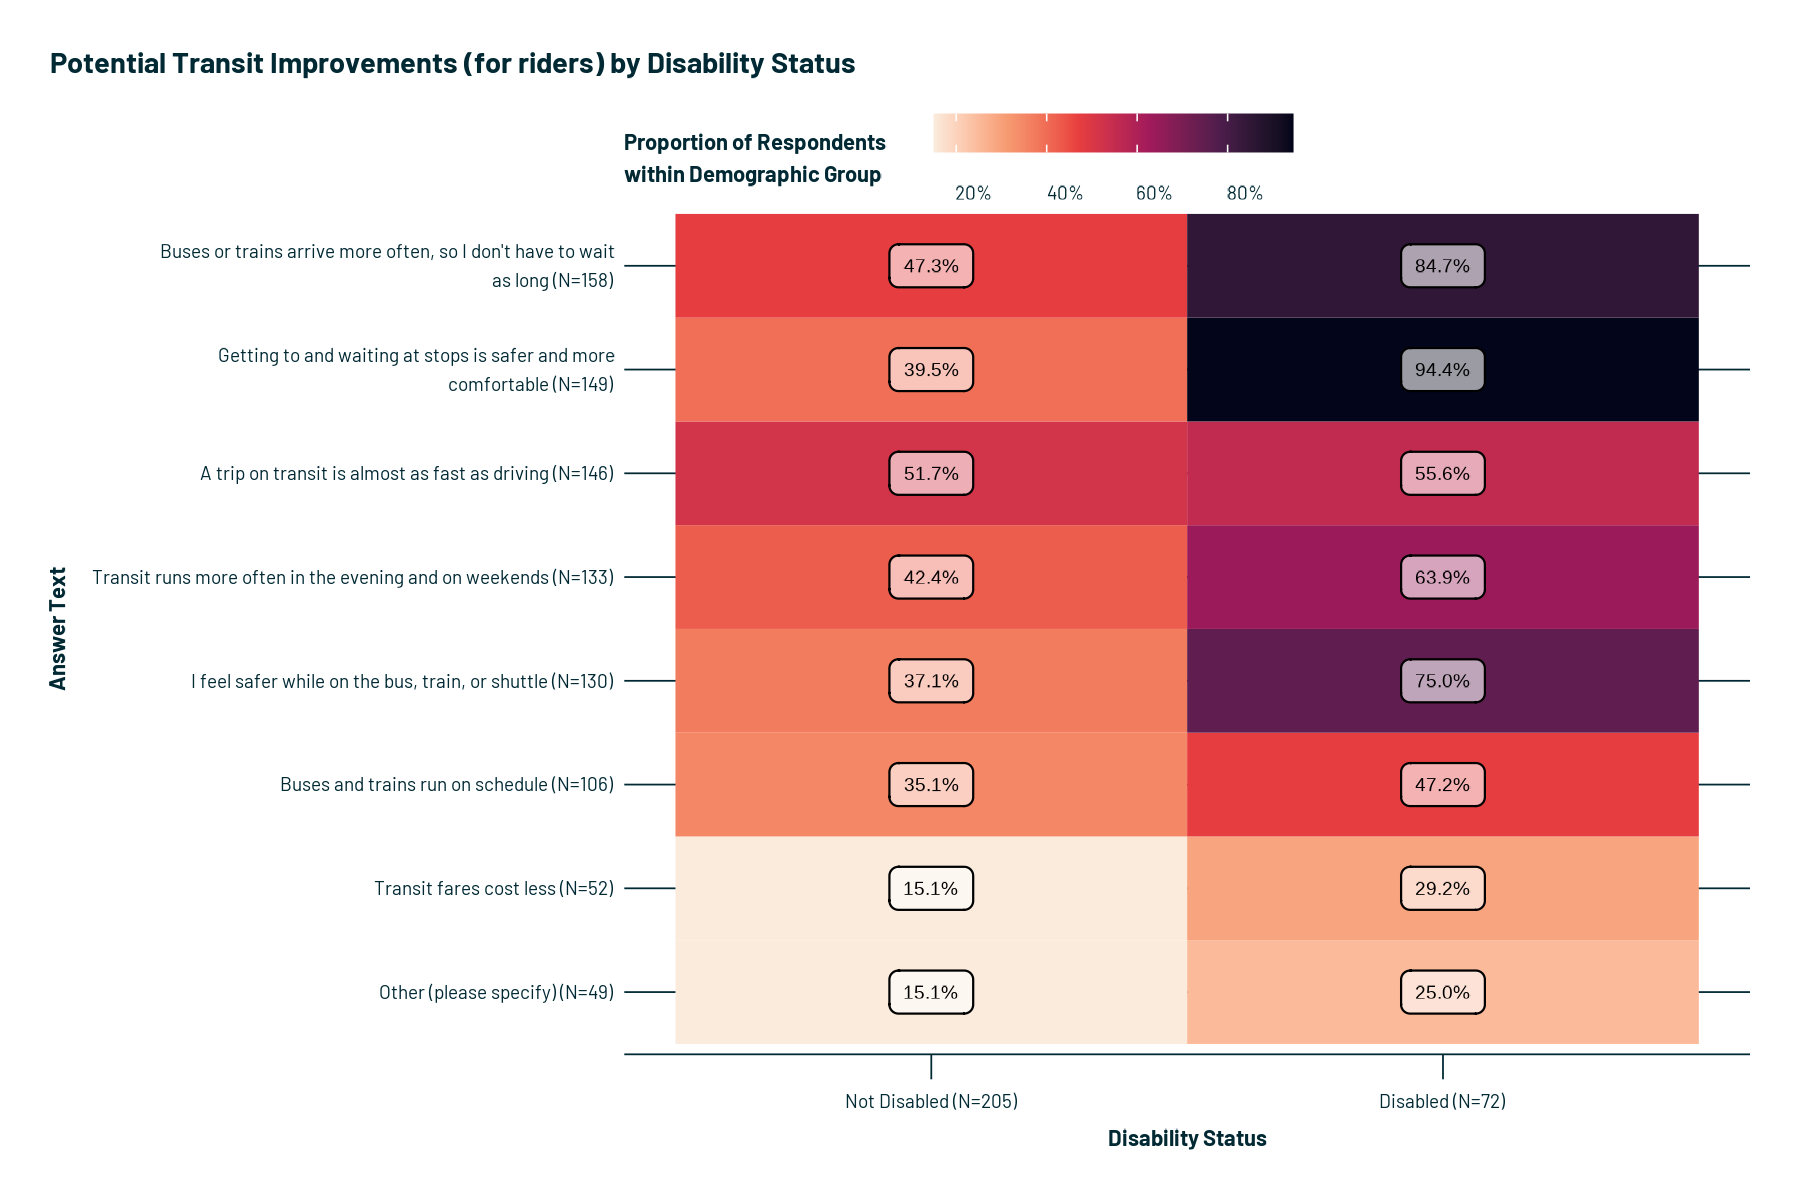 Potential Transit Improvements (for riders) by Disability Status
Proportion of Respondents
within Demographic Group
20% 40% 60% 80%
Buses or trains arrive more often, so I don't have to wait
as long (N=158)
47.3% 84.7%
Getting to and waiting at stops is safer and more
comfortable (N=149)
39.5% 94.4%
A trip on transit is almost as fast as driving (N=146) 51.7% 55.6%
Transit runs more often in the evening and on weekends (N=133) 42.4% 63.9%
I feel safer while on the bus, train, or shuttle (N=130) 37.1% 75.0%
Buses and trains run on schedule (N=106) 35.1% 47.2%
Transit fares cost less (N=52) 15.1% 29.2%
Other (please specify) (N=49) 15.1% 25.0%
Answer Text
Not Disabled (N=205) Disabled (N=72)
Disability Status